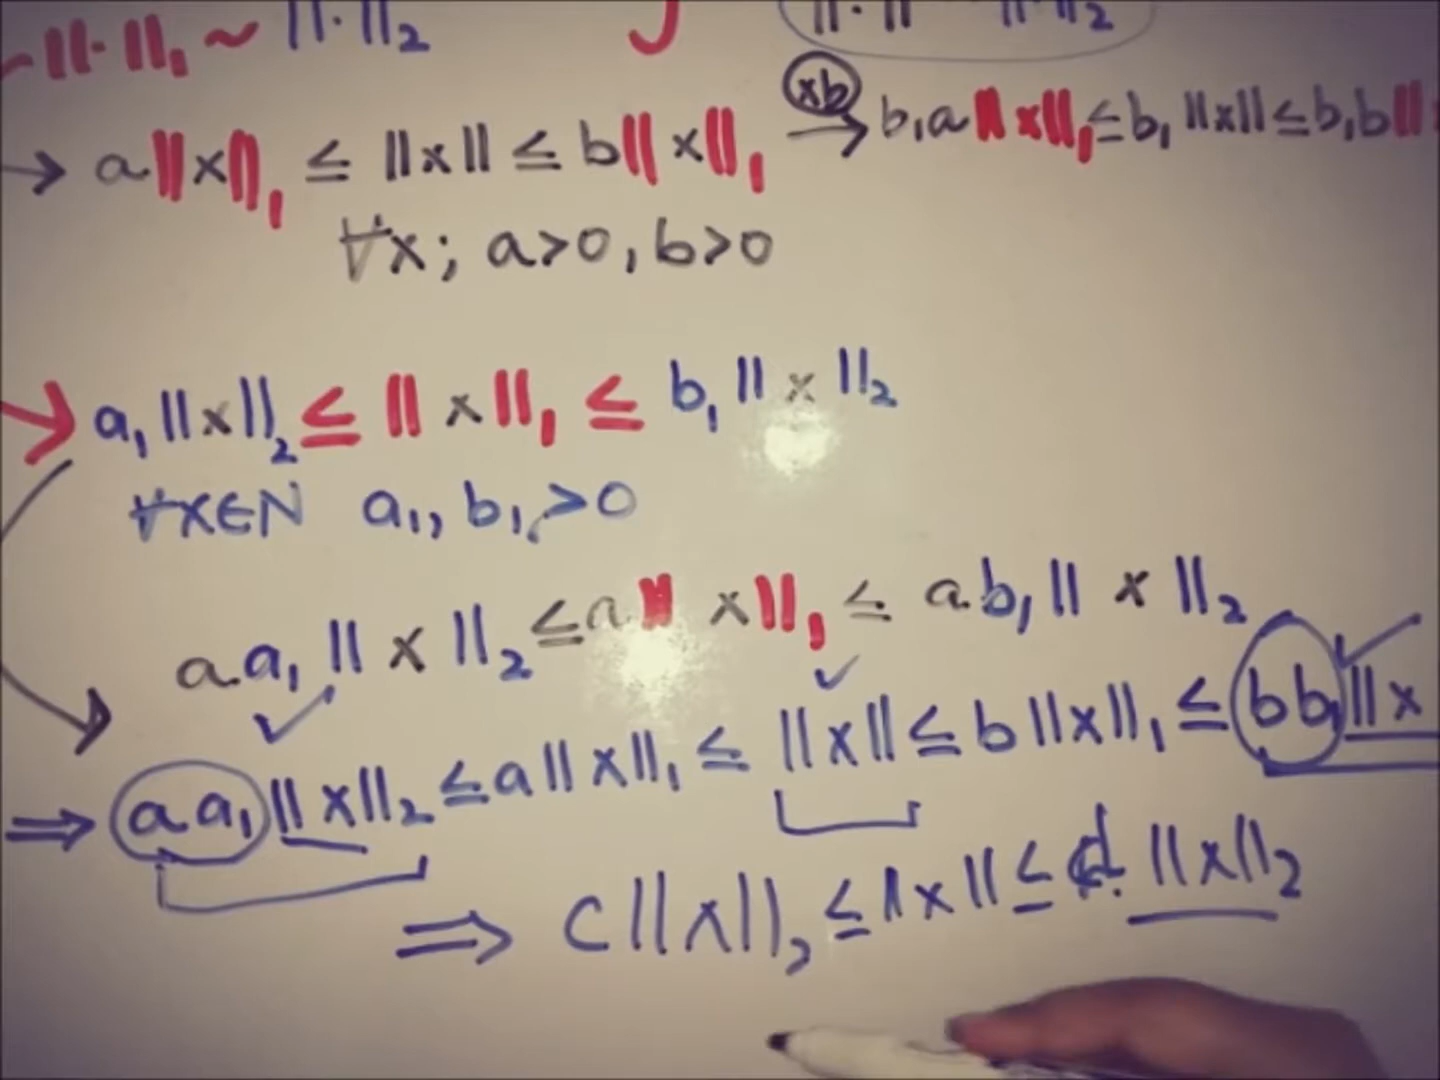 ~ ||·||₁ ~ ||·||₂ ||·|| ||·||₂
→ a||x||₁ ≤ ||x|| ≤ b||x||₁ (xb) → b₁a||x||₁ ≤ b₁||x|| ≤ b₁b||
∀x; a>0, b>0
→ a₁||x||₂ ≤ ||x||₁ ≤ b₁||x||₂
∀x∈N a₁, b₁, >0
aa₁||x||₂ ≤ a||x||₁ ≤ ab₁||x||₂
⇒ aa₁||x||₂ ≤ a||x||₁ ≤ ||x|| ≤ b||x||₁ ≤ bb₁||x
⇒ c||x||₂ ≤ ||x|| ≤ d. ||x||₂